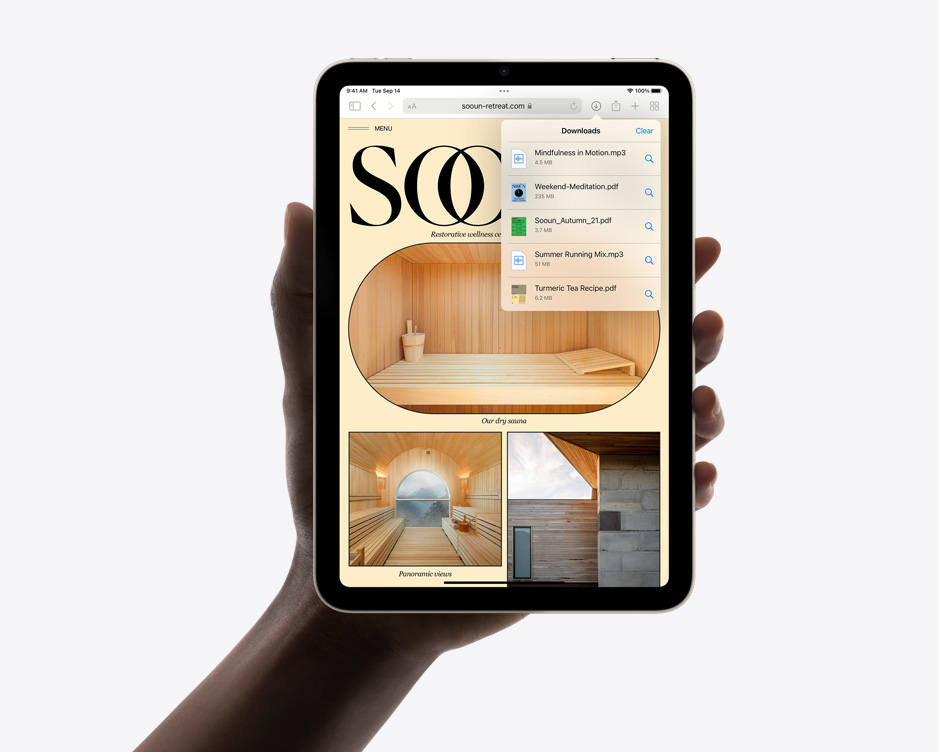 9:41 AM Tue Sep 14
100%
AA
sooun-retreat.com
MENU
Downloads
Clear
SOO
Restorative wellness ce
Mindfulness in Motion.mp3
4.5 MB
Weekend-Meditation.pdf
235 MB
Sooun_Autumn_21.pdf
3.7 MB
Summer Running Mix.mp3
51 MB
Turmeric Tea Recipe.pdf
6.2 MB
Our dry sauna
Panoramic views